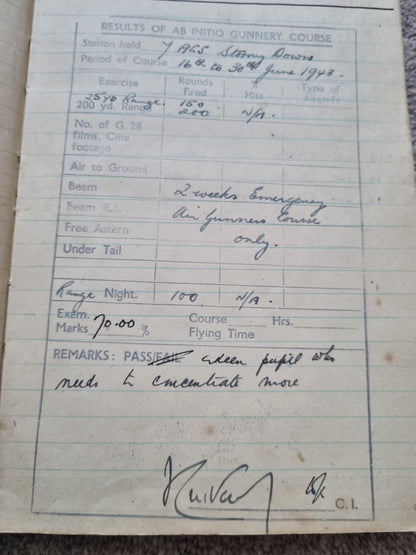 RESULTS OF AB INITIO GUNNERY COURSE
Station held 7 AGS Stormy Downs
Period of Course 16th to 30th June 1943.
Exercise Rounds fired % Hits Type of Aircraft
25 yd Range. 150
200 yd. Range 200 N/A.
No. of G.28 films, Cine footage
Air to Ground
Beam 2 weeks Emergency
Beam R.S. Air Gunners Course
Free Astern only.
Under Tail
Range Night. 100 N/A.
Exam. Marks 70.00 % Course Flying Time Hrs.
REMARKS: PASS/FAIL a keen pupil who
needs to concentrate more
C. I.